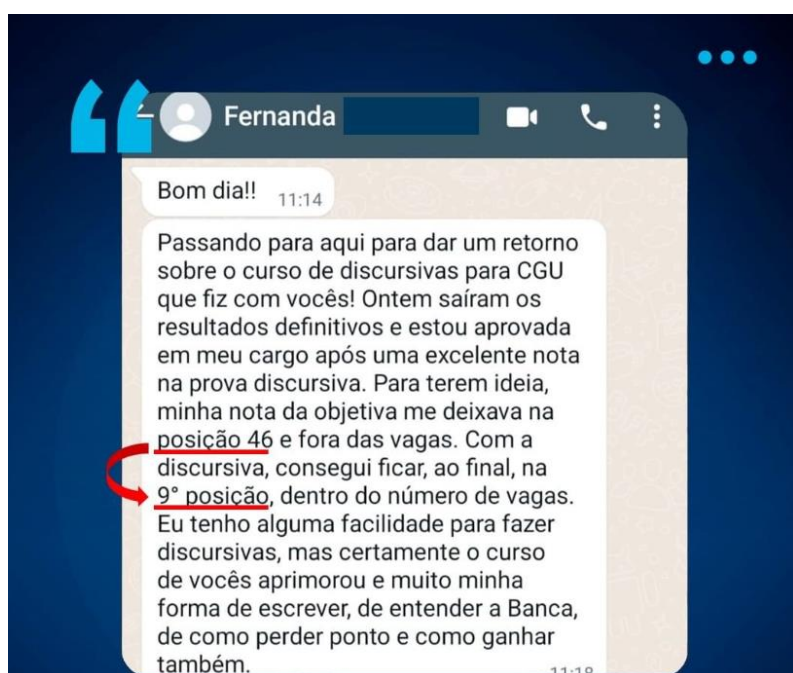 Fernanda
Bom dia!! 11:14
Passando para aqui para dar um retorno
sobre o curso de discursivas para CGU
que fiz com vocês! Ontem saíram os
resultados definitivos e estou aprovada
em meu cargo após uma excelente nota
na prova discursiva. Para terem ideia,
minha nota da objetiva me deixava na
posição 46 e fora das vagas. Com a
discursiva, consegui ficar, ao final, na
9° posição, dentro do número de vagas.
Eu tenho alguma facilidade para fazer
discursivas, mas certamente o curso
de vocês aprimorou e muito minha
forma de escrever, de entender a Banca,
de como perder ponto e como ganhar
também. 11:18